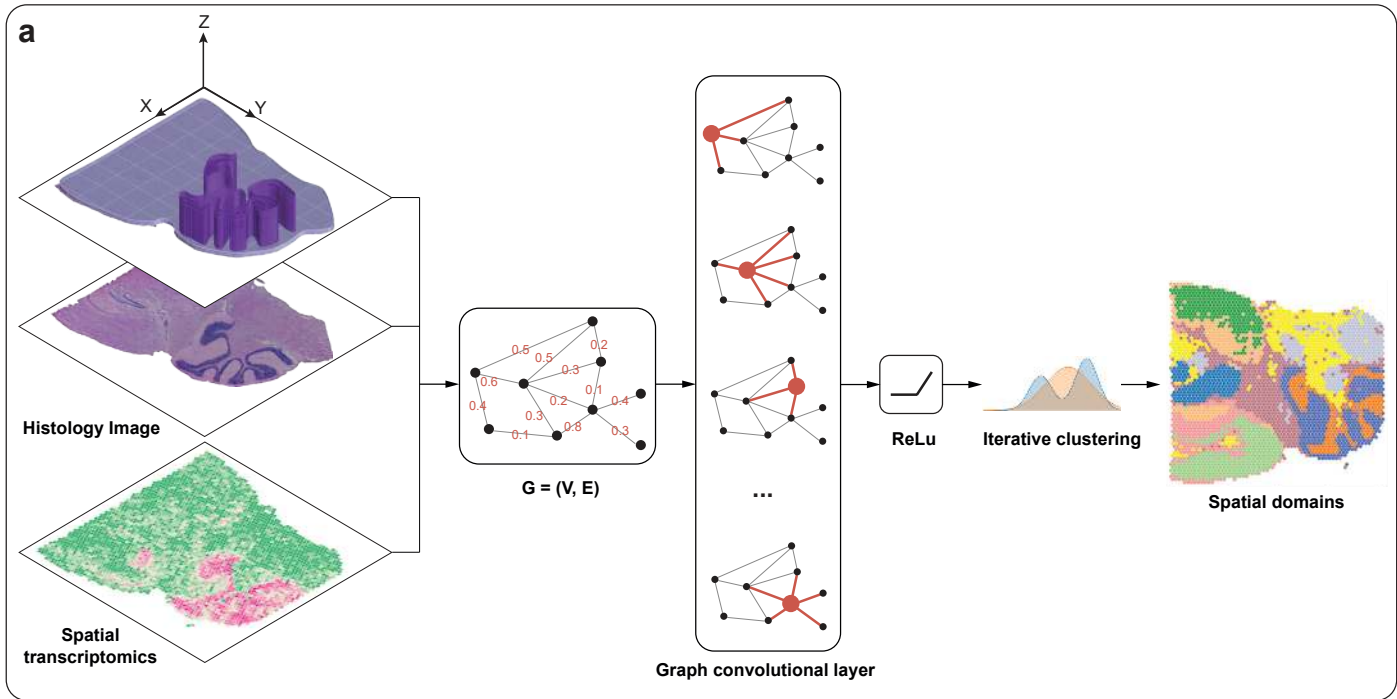 a
Z
X
Y
Histology Image
Spatial
transcriptomics
0.5
0.5
0.2
0.3
0.6
0.1
0.4
0.2
0.4
0.3
0.1
0.8
0.3
G = (V, E)
...
Graph convolutional layer
ReLu
Iterative clustering
Spatial domains